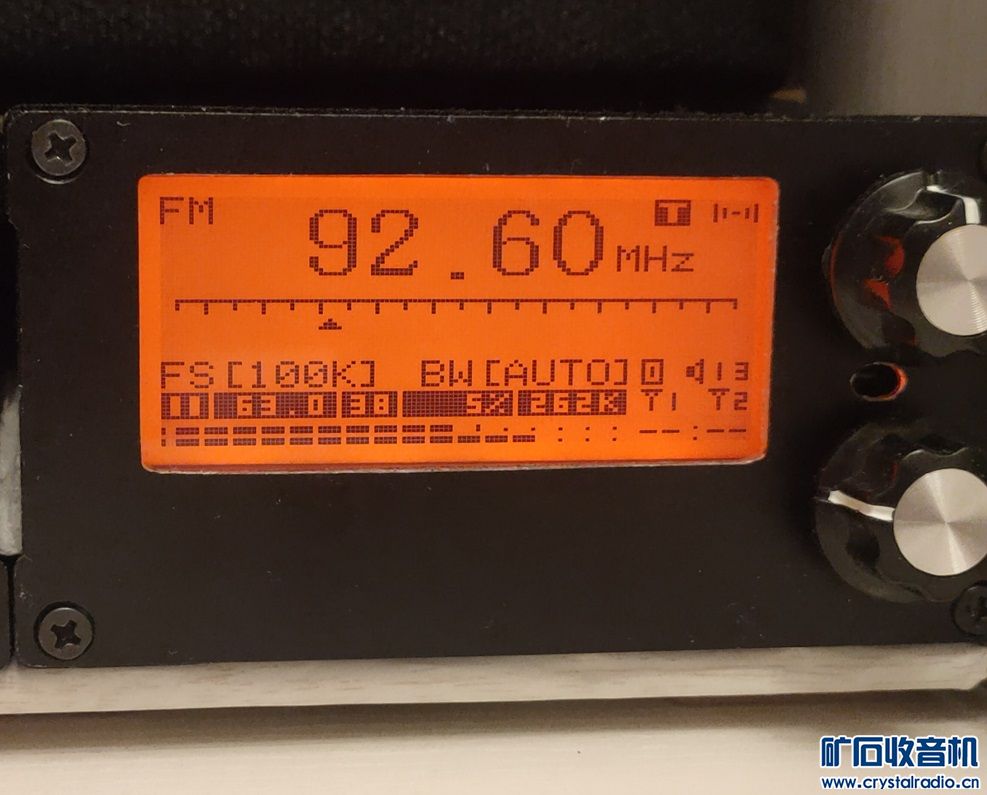 FM 92.60 MHz
FS[100K] BW[AUTO] 13
63.0 38 5% 262K T1 T2
--:--
矿石收音机
www.crystalradio.cn